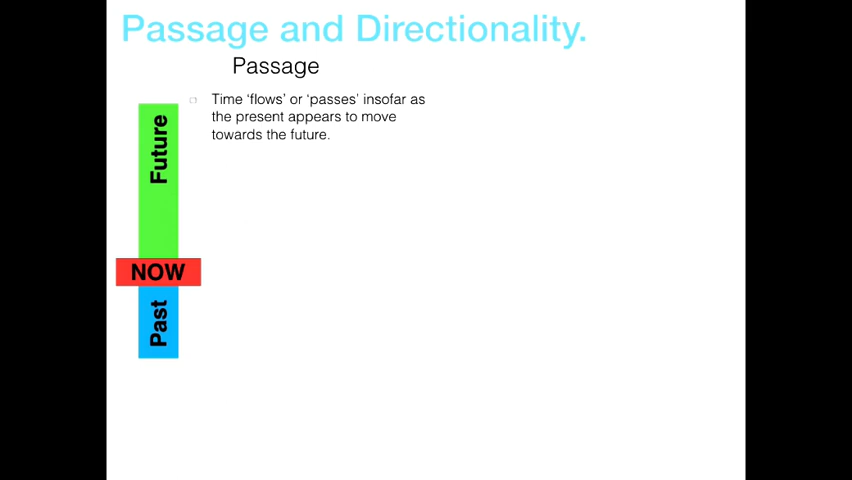 Passage and Directionality.
Passage
Time ‘flows’ or ‘passes’ insofar as
the present appears to move
towards the future.
Future
NOW
Past